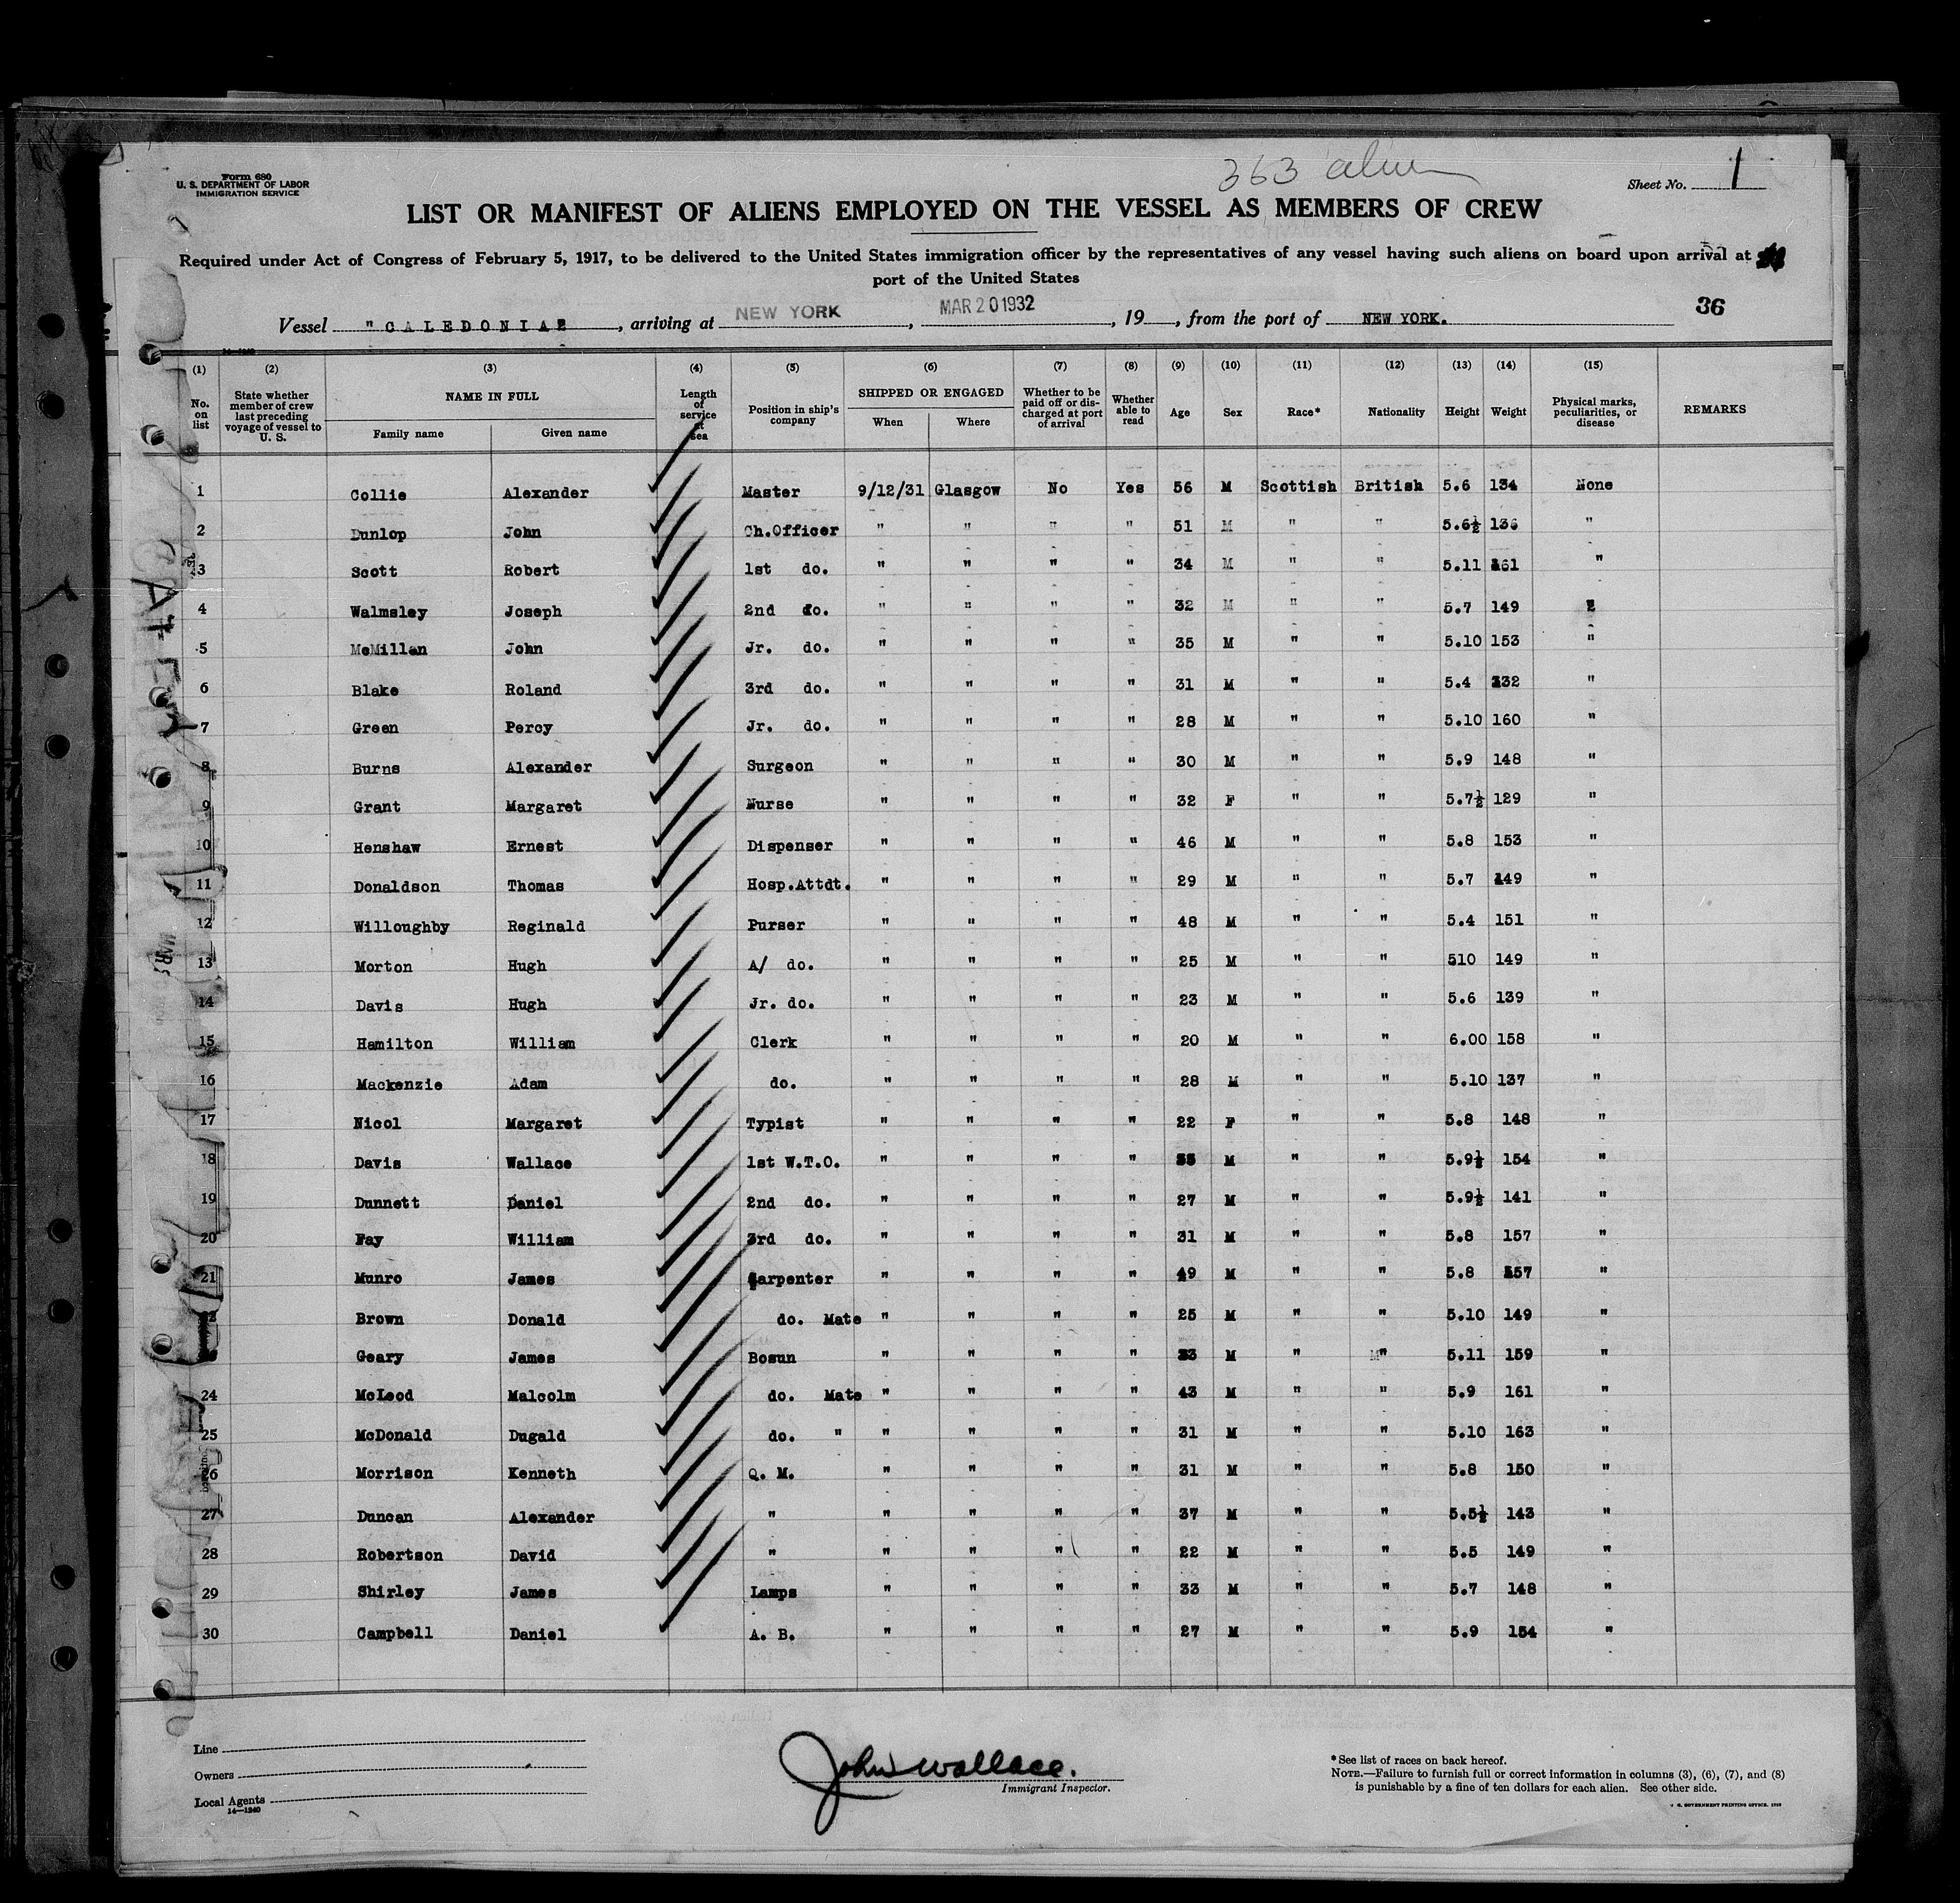 363 alien
Form 680
U. S. DEPARTMENT OF LABOR
IMMIGRATION SERVICE
Sheet No. 1
LIST OR MANIFEST OF ALIENS EMPLOYED ON THE VESSEL AS MEMBERS OF CREW
Required under Act of Congress of February 5, 1917, to be delivered to the United States immigration officer by the representatives of any vessel having such aliens on board upon arrival at
port of the United States
36
Vessel "CALEDONIA", arriving at NEW YORK, MAR 20 1932, 19 , from the port of NEW YORK.
(1) (2) (3) (4) (5) (6) (7) (8) (9) (10) (11) (12) (13) (14) (15)
No. on list State whether member of crew last preceding voyage of vessel to U. S. NAME IN FULL Family name Given name Length of service at sea Position in ship's company SHIPPED OR ENGAGED When Where Whether to be paid off or discharged at port of arrival Whether able to read Age Sex Race* Nationality Height Weight Physical marks, peculiarities, or disease REMARKS
1 Collie Alexander Master 9/12/31 Glasgow No Yes 56 M Scottish British 5.6 134 None
2 Dunlop John Ch.Officer " " " " 51 M " " 5.6½ 136 "
3 Scott Robert 1st do. " " " " 34 M " " 5.11 161 "
4 Walmsley Joseph 2nd do. " " " " 32 M " " 5.7 149
5 McMillan John Jr. do. " " " " 35 M " " 5.10 153 "
6 Blake Roland 3rd do. " " " " 31 M " " 5.4 132 "
7 Green Percy Jr. do. " " " " 28 M " " 5.10 160 "
8 Burns Alexander Surgeon " " " " 30 M " " 5.9 148 "
9 Grant Margaret Nurse " " " " 32 F " " 5.7½ 129 "
10 Henshaw Ernest Dispenser " " " " 46 M " " 5.8 153 "
11 Donaldson Thomas Hosp.Attdt. " " " " 29 M " " 5.7 149 "
12 Willoughby Reginald Purser " " " " 48 M " " 5.4 151 "
13 Morton Hugh A/ do. " " " " 25 M " " 510 149 "
14 Davis Hugh Jr. do. " " " " 23 M " " 5.6 139 "
15 Hamilton William Clerk " " " " 20 M " " 6.00 158 "
16 Mackenzie Adam do. " " " " 28 M " " 5.10 137 "
17 Nicol Margaret Typist " " " " 22 F " " 5.8 148 "
18 Davis Wallace 1st W.T.O. " " " " M " " 5.9½ 154 "
19 Dunnett Daniel 2nd do. " " " " 27 M " " 5.9½ 141 "
20 Fay William 3rd do. " " " " 31 M " " 5.8 157 "
21 Munro James Carpenter " " " " 49 M " " 5.8 157 "
Brown Donald do. Mate " " " " 25 M " " 5.10 149 "
Geary James Bosun " " " " M " " 5.11 159 "
24 McLeod Malcolm do. Mate " " " " 43 M " " 5.9 161 "
25 McDonald Dugald do. " " " " " 31 M " " 5.10 163 "
26 Morrison Kenneth Q. M. " " " " 31 M " " 5.8 150 "
27 Duncan Alexander " " " " " 37 M " " 5.5½ 143 "
28 Robertson David " " " " " 22 M " " 5.5 149 "
29 Shirley James Lamps " " " " 33 M " " 5.7 148 "
30 Campbell Daniel A. B. " " " " 27 M " " 5.9 154 "
Line
Owners
Local Agents
14—1240
John Wallace.
Immigrant Inspector.
*See list of races on back hereof.
NOTE.—Failure to furnish full or correct information in columns (3), (6), (7), and (8)
is punishable by a fine of ten dollars for each alien. See other side.